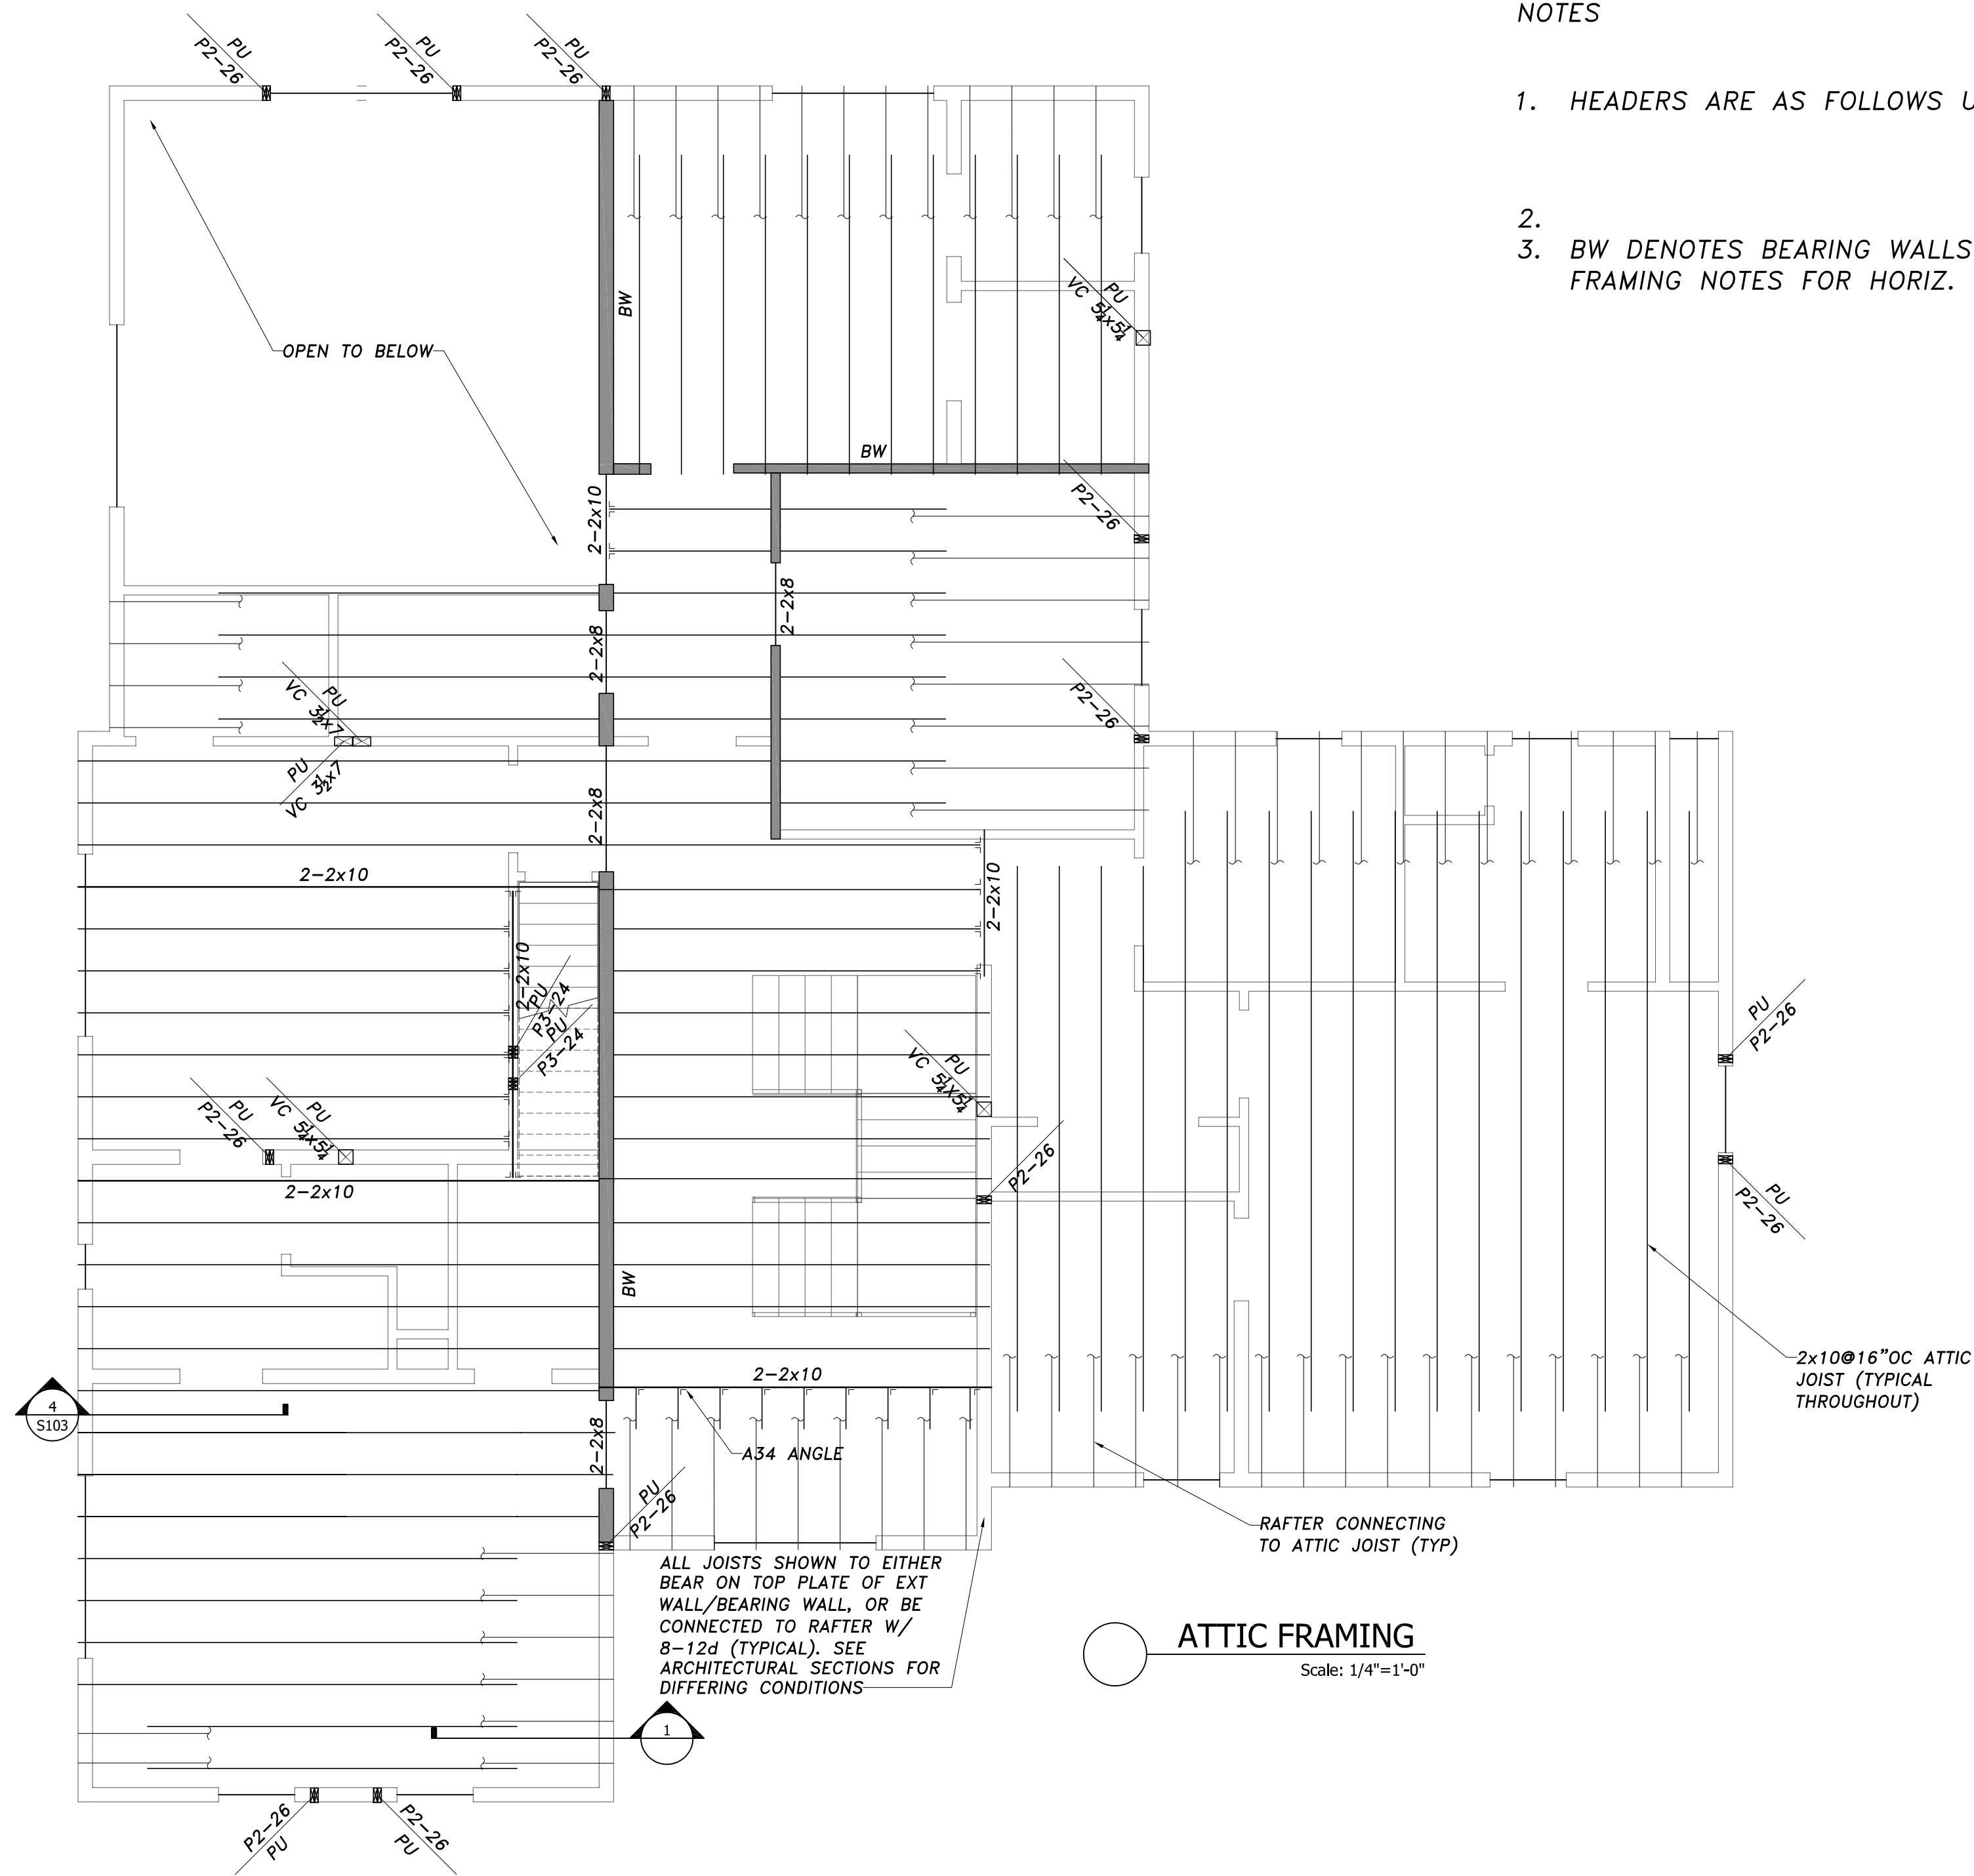 NOTES
1. HEADERS ARE AS FOLLOWS U
2.
3. BW DENOTES BEARING WALLS
FRAMING NOTES FOR HORIZ.
PU
P2-26
PU
P2-26
PU
P2-26
OPEN TO BELOW
BW
PU
VC 5¼x5¼
BW
2-2x10
P2-26
2-2x8
2-2x8
PU
VC 3½x7
PU
VC 3½x7
P2-26
2-2x8
2-2x10
2-2x10
2-2x10
PU
P3-24
PU
P3-24
PU
VC 5¼x5¼
PU
P2-26
PU
P2-26
PU
VC 5¼x5¼
P2-26
PU
P2-26
2-2x10
BW
2-2x10
4
S103
2-2x8
A34 ANGLE
PU
P2-26
2x10@16"OC ATTIC
JOIST (TYPICAL
THROUGHOUT)
RAFTER CONNECTING
TO ATTIC JOIST (TYP)
ALL JOISTS SHOWN TO EITHER
BEAR ON TOP PLATE OF EXT
WALL/BEARING WALL, OR BE
CONNECTED TO RAFTER W/
8-12d (TYPICAL). SEE
ARCHITECTURAL SECTIONS FOR
DIFFERING CONDITIONS
1
ATTIC FRAMING
Scale: 1/4"=1'-0"
P2-26
PU
P2-26
PU